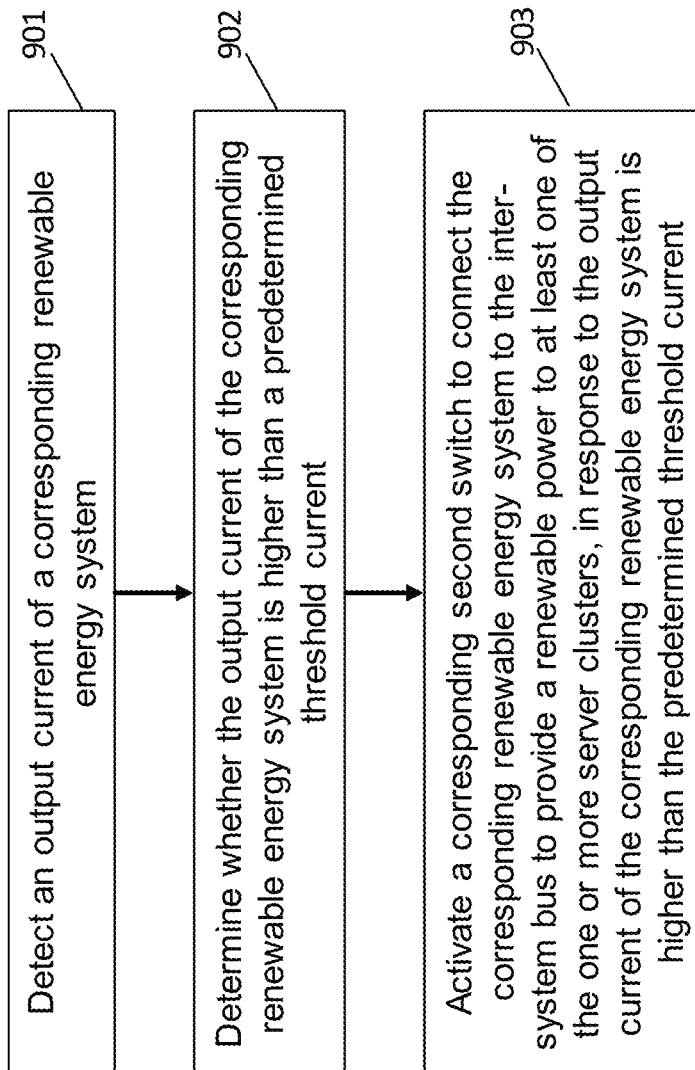 Detect an output current of a corresponding renewable
energy system
901
Determine whether the output current of the corresponding
renewable energy system is higher than a predetermined
threshold current
902
Activate a corresponding second switch to connect the
corresponding renewable energy system to the inter-
system bus to provide a renewable power to at least one of
the one or more server clusters, in response to the output
current of the corresponding renewable energy system is
higher than the predetermined threshold current
903